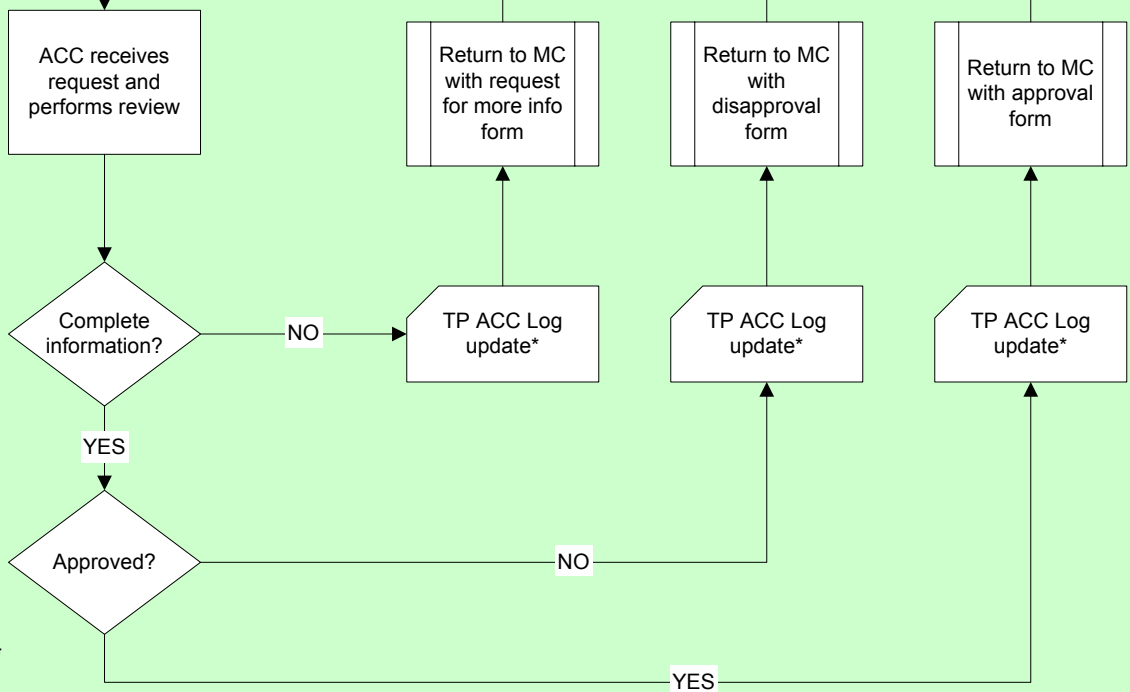 ACC receives
request and
performs review
Return to MC
with request
for more info
form
Return to MC
with
disapproval
form
Return to MC
with approval
form
Complete
information?
NO
TP ACC Log
update*
TP ACC Log
update*
TP ACC Log
update*
YES
Approved?
NO
YES